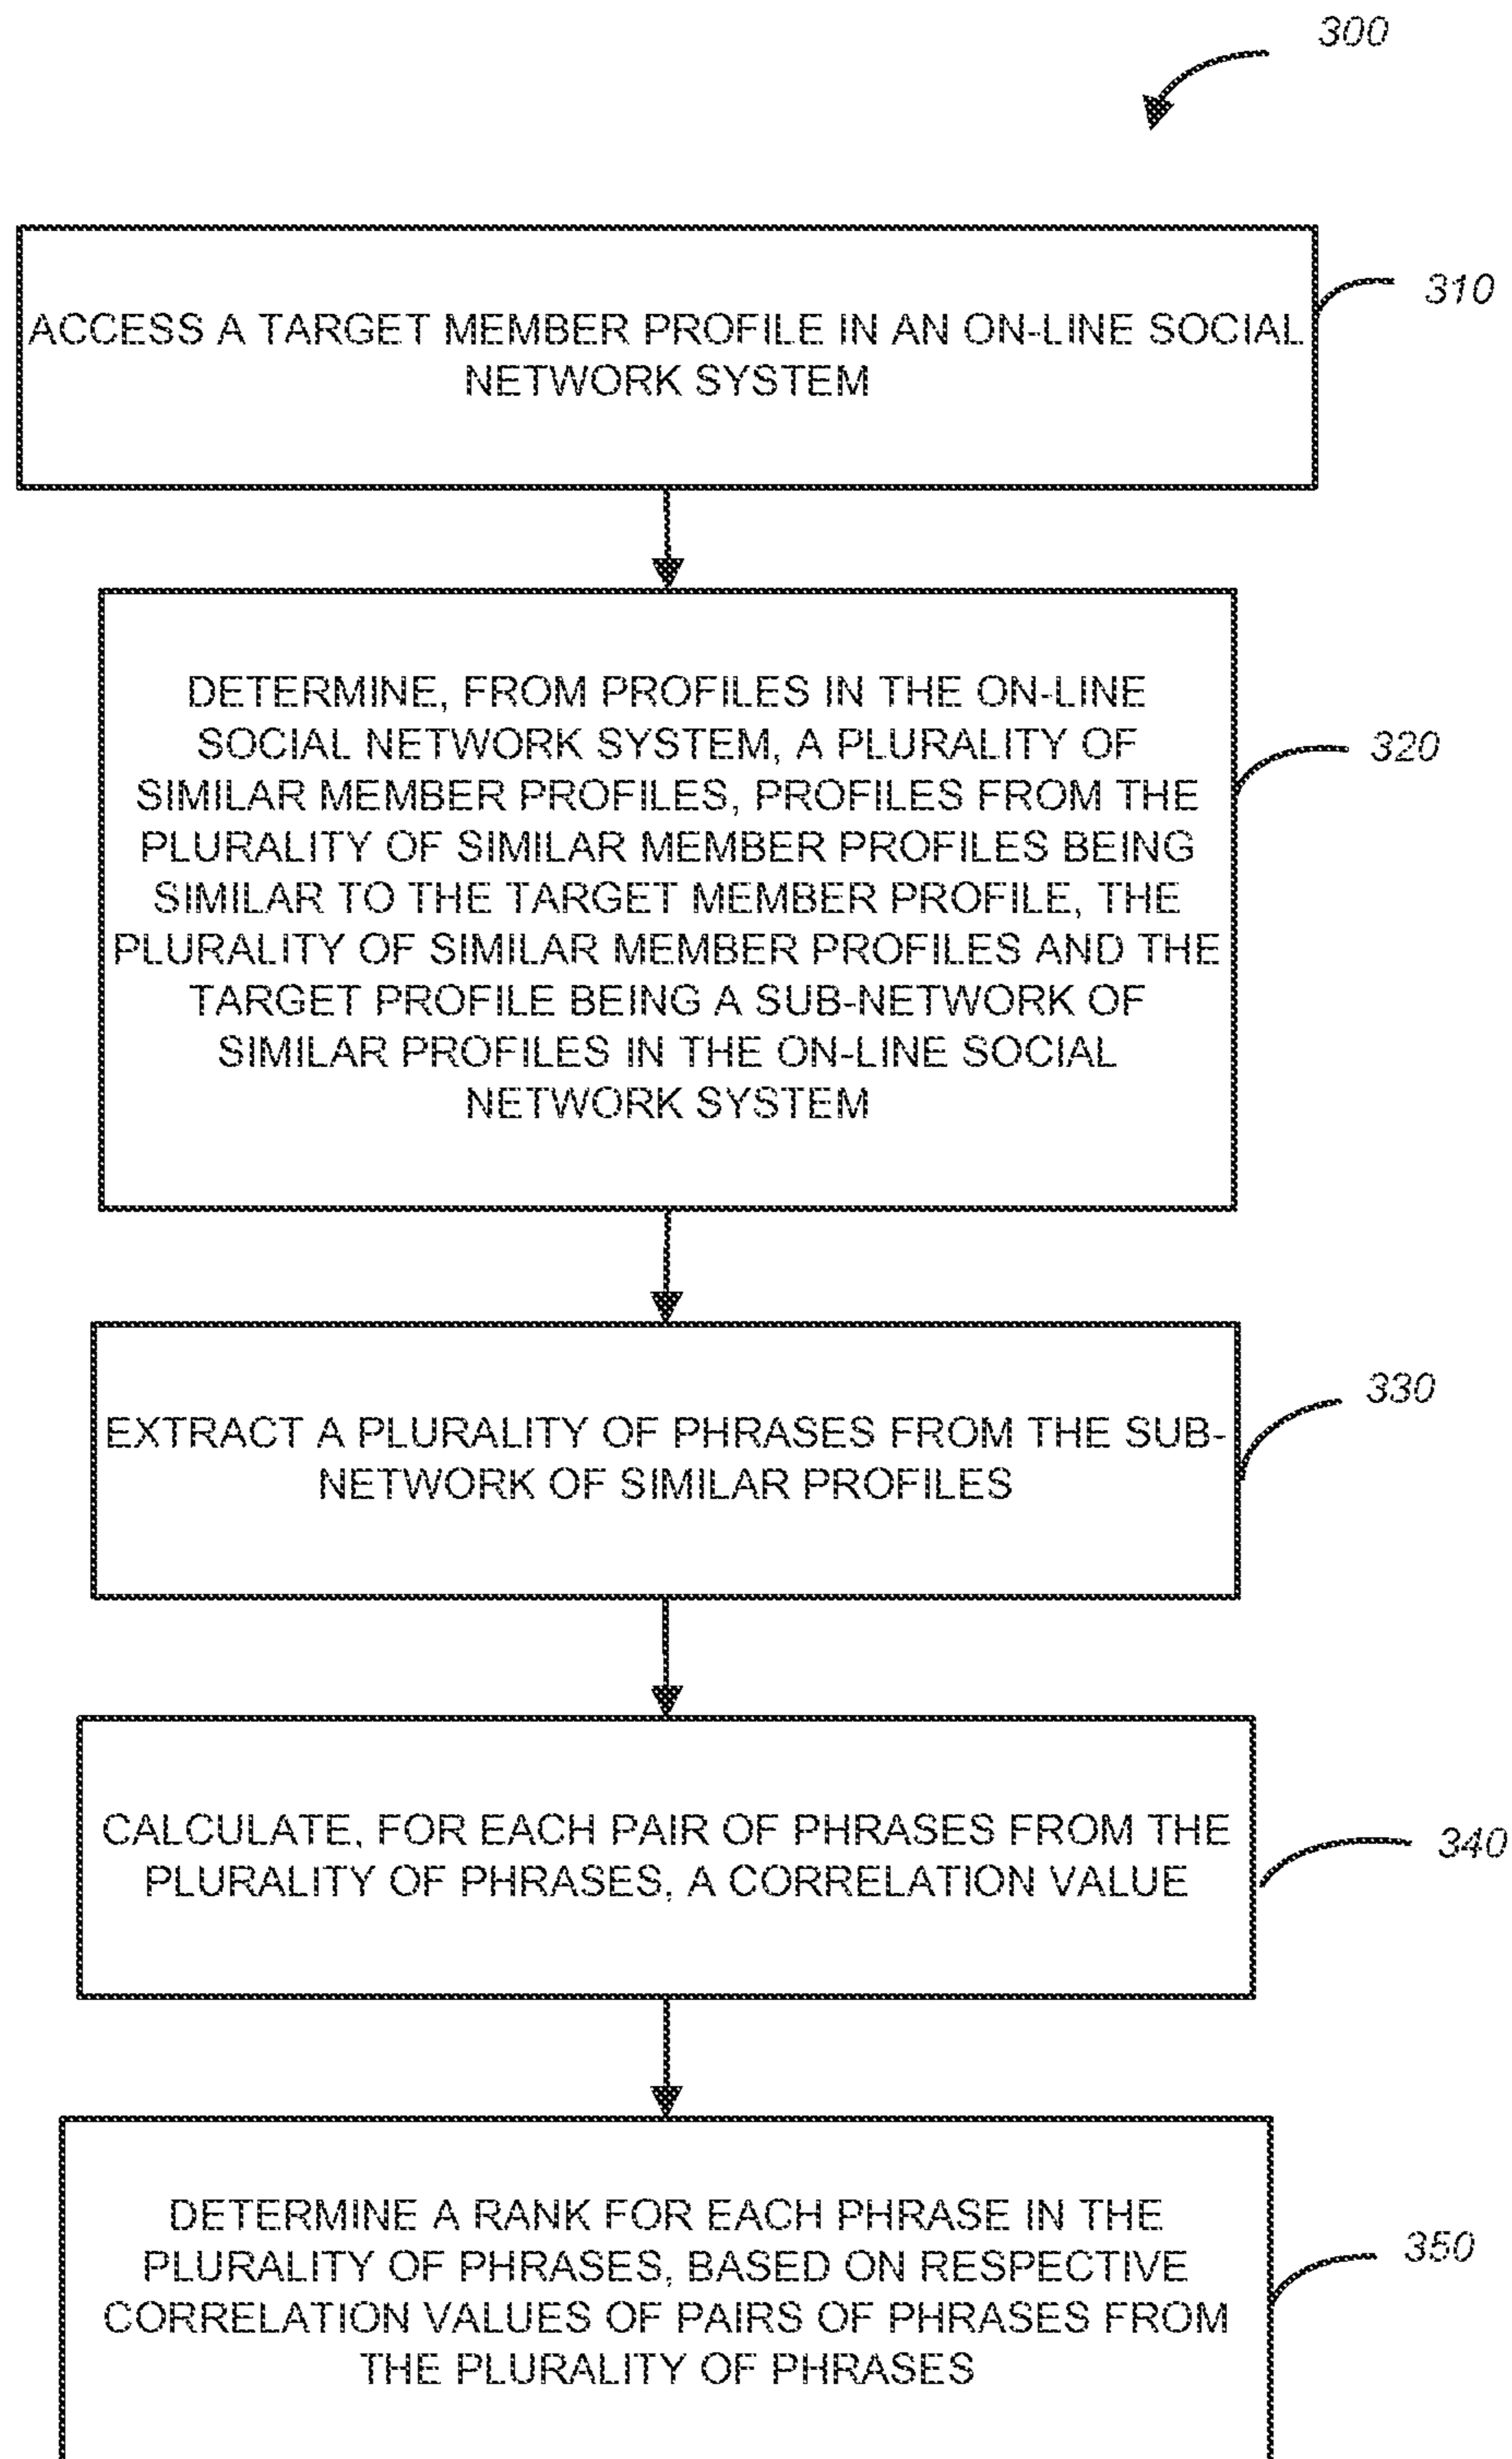 300
ACCESS A TARGET MEMBER PROFILE IN AN ON-LINE SOCIAL
NETWORK SYSTEM
310
DETERMINE, FROM PROFILES IN THE ON-LINE
SOCIAL NETWORK SYSTEM, A PLURALITY OF
SIMILAR MEMBER PROFILES, PROFILES FROM THE
PLURALITY OF SIMILAR MEMBER PROFILES BEING
SIMILAR TO THE TARGET MEMBER PROFILE, THE
PLURALITY OF SIMILAR MEMBER PROFILES AND THE
TARGET PROFILE BEING A SUB-NETWORK OF
SIMILAR PROFILES IN THE ON-LINE SOCIAL
NETWORK SYSTEM
320
EXTRACT A PLURALITY OF PHRASES FROM THE SUB-
NETWORK OF SIMILAR PROFILES
330
CALCULATE, FOR EACH PAIR OF PHRASES FROM THE
PLURALITY OF PHRASES, A CORRELATION VALUE
340
DETERMINE A RANK FOR EACH PHRASE IN THE
PLURALITY OF PHRASES, BASED ON RESPECTIVE
CORRELATION VALUES OF PAIRS OF PHRASES FROM
THE PLURALITY OF PHRASES
350